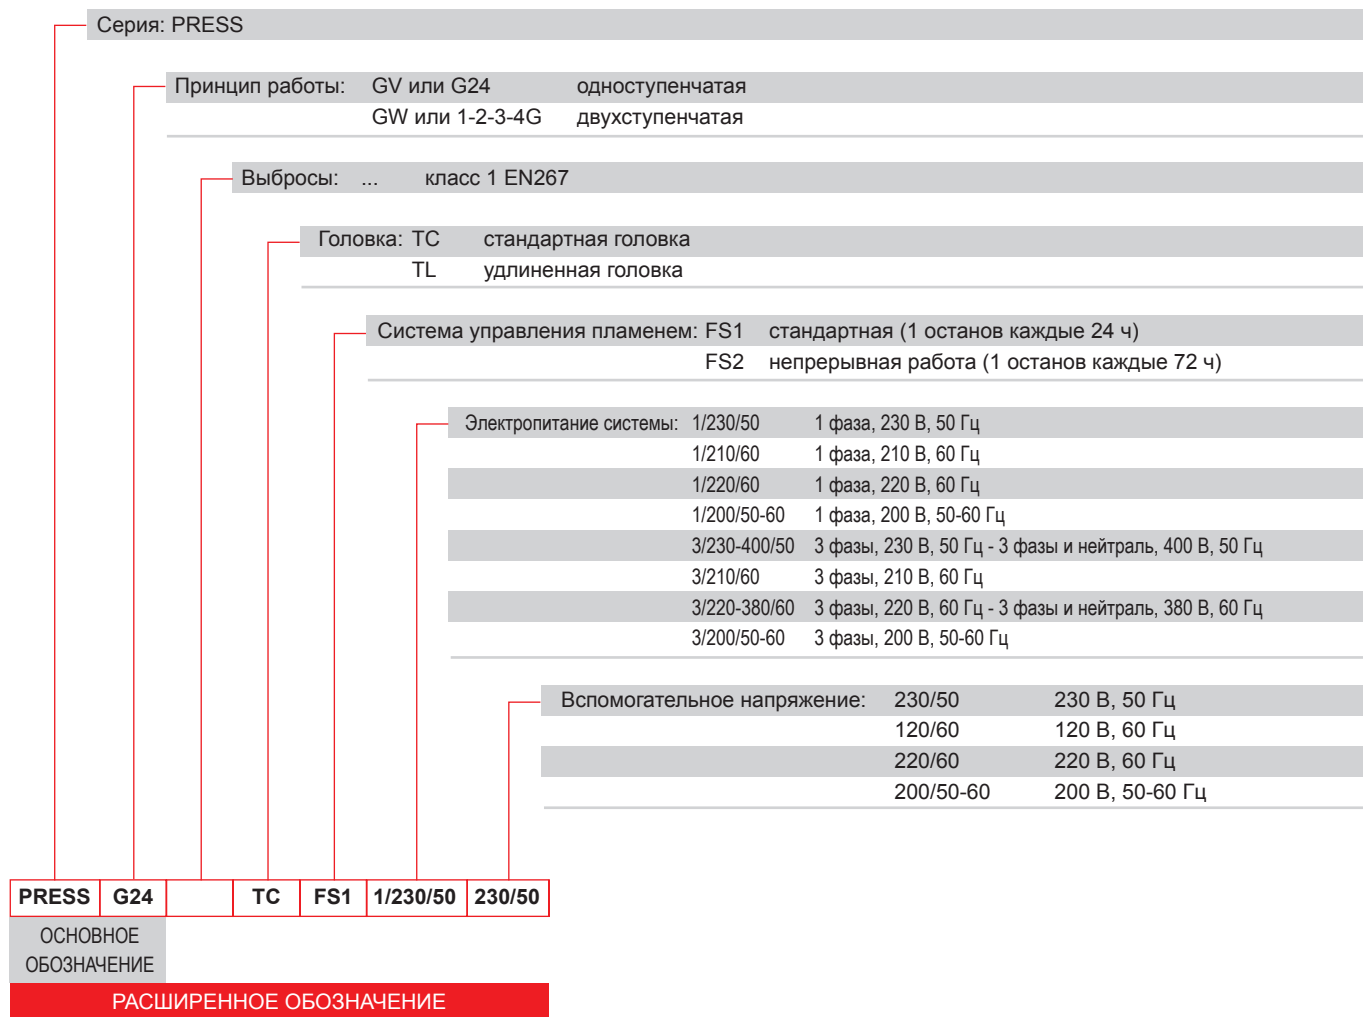 Серия: PRESS
Принцип работы: GV или G24 одноступенчатая
GW или 1-2-3-4G двухступенчатая
Выбросы: ... класс 1 EN267
Головка: TC стандартная головка
TL удлиненная головка
Система управления пламенем: FS1 стандартная (1 останов каждые 24 ч)
FS2 непрерывная работа (1 останов каждые 72 ч)
Электропитание системы: 1/230/50 1 фаза, 230 В, 50 Гц
1/210/60 1 фаза, 210 В, 60 Гц
1/220/60 1 фаза, 220 В, 60 Гц
1/200/50-60 1 фаза, 200 В, 50-60 Гц
3/230-400/50 3 фазы, 230 В, 50 Гц - 3 фазы и нейтраль, 400 В, 50 Гц
3/210/60 3 фазы, 210 В, 60 Гц
3/220-380/60 3 фазы, 220 В, 60 Гц - 3 фазы и нейтраль, 380 В, 60 Гц
3/200/50-60 3 фазы, 200 В, 50-60 Гц
Вспомогательное напряжение: 230/50 230 В, 50 Гц
120/60 120 В, 60 Гц
220/60 220 В, 60 Гц
200/50-60 200 В, 50-60 Гц
PRESS G24 TC FS1 1/230/50 230/50
ОСНОВНОЕ
ОБОЗНАЧЕНИЕ
РАСШИРЕННОЕ ОБОЗНАЧЕНИЕ